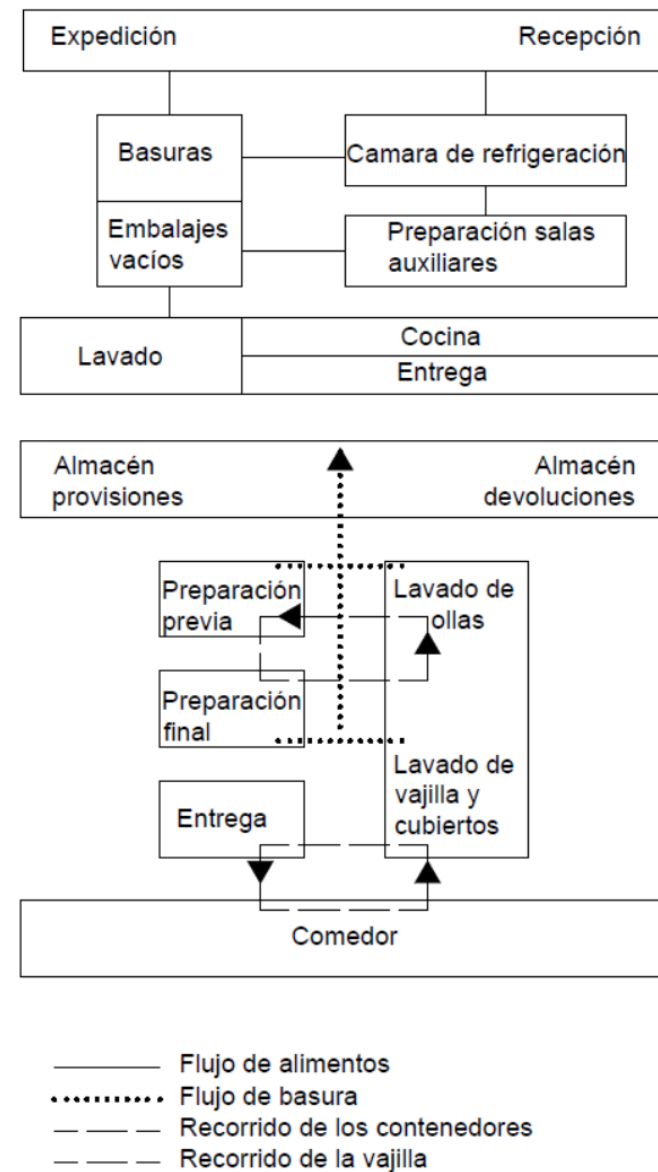 Expedición Recepción
Basuras
Camara de refrigeración
Embalajes
vacíos
Preparación salas
auxiliares
Lavado
Cocina
Entrega
Almacén
provisiones
Almacén
devoluciones
Preparación
previa
Lavado de
ollas
Preparación
final
Lavado de
vajilla y
cubiertos
Entrega
Comedor
Flujo de alimentos
Flujo de basura
Recorrido de los contenedores
Recorrido de la vajilla